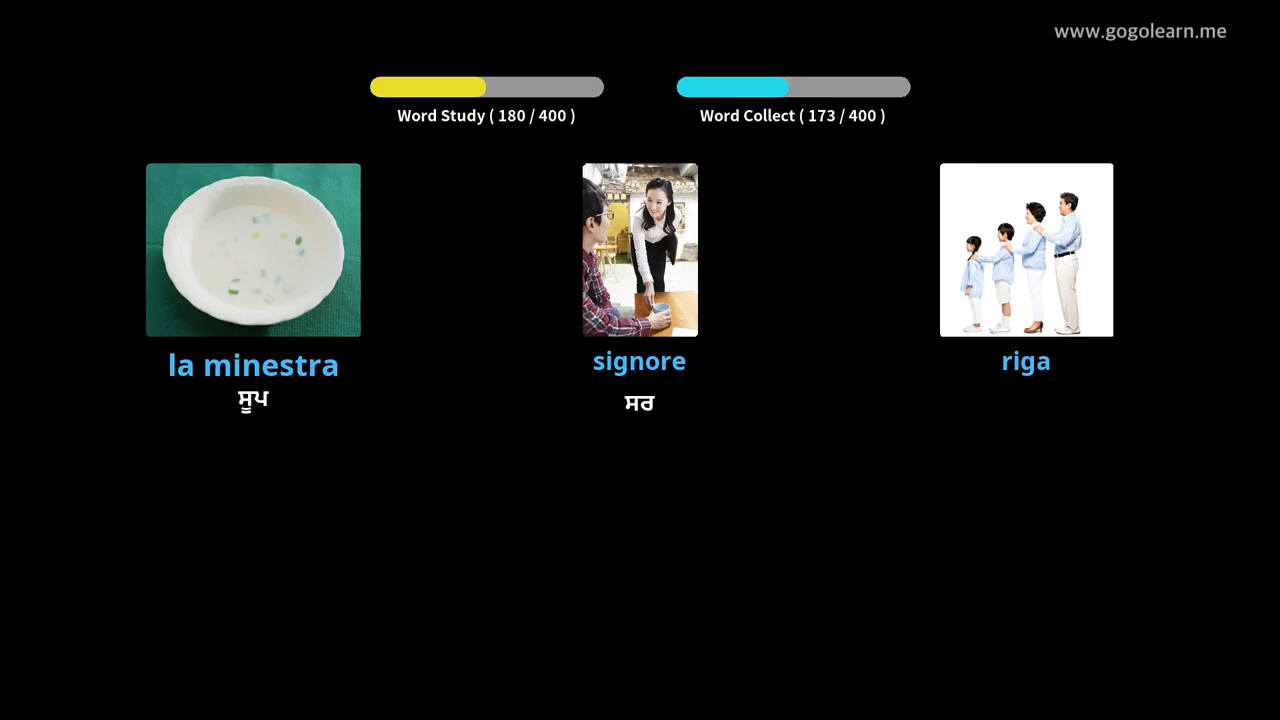 www.gogolearn.me
Word Study ( 180 / 400 )
Word Collect ( 173 / 400 )
la minestra
ਸੂਪ
signore
ਸਰ
riga